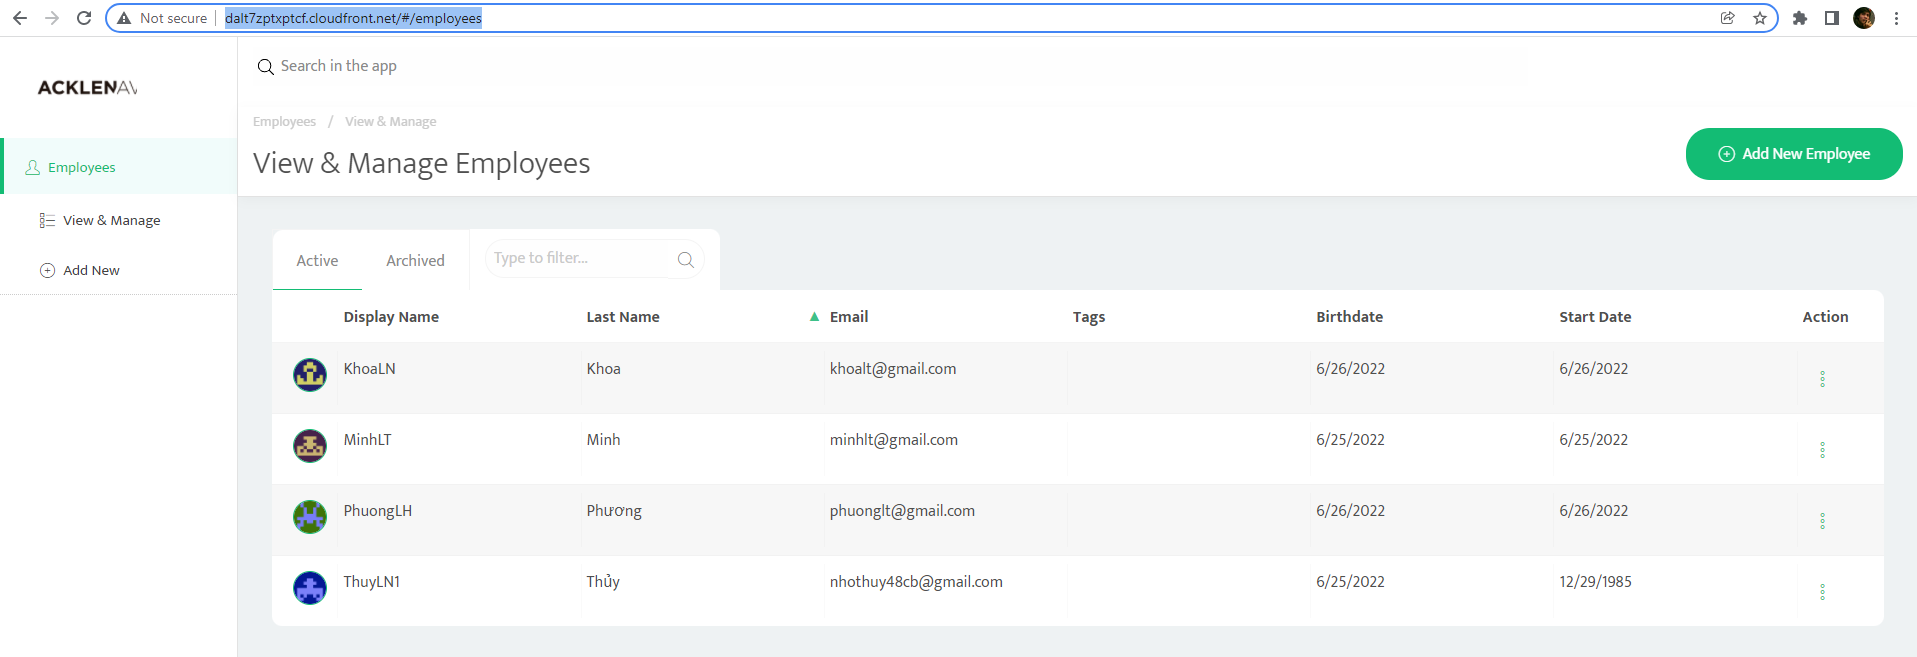 Not secure dalt7zptxptcf.cloudfront.net/#/employees
ACKLENAV
Search in the app
Employees / View & Manage
View & Manage Employees
Add New Employee
Employees
View & Manage
Add New
Active Archived Type to filter...
Display Name Last Name Email Tags Birthdate Start Date Action
KhoaLN Khoa khoalt@gmail.com 6/26/2022 6/26/2022
MinhLT Minh minhlt@gmail.com 6/25/2022 6/25/2022
PhuongLH Phương phuonglt@gmail.com 6/26/2022 6/26/2022
ThuyLN1 Thủy nhothuy48cb@gmail.com 6/25/2022 12/29/1985